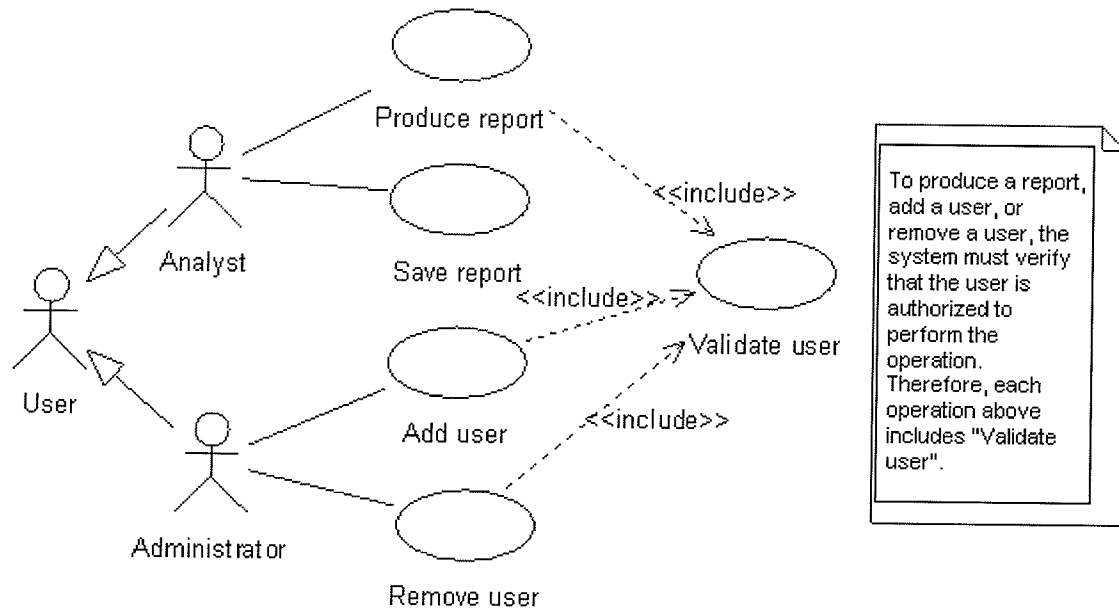 Produce report
<<include>>
Analyst
Save report
<<include>>
Validate user
User
Add user
<<include>>
Administrator
Remove user
To produce a report,
add a user, or
remove a user, the
system must verify
that the user is
authorized to
perform the
operation.
Therefore, each
operation above
includes "Validate
user".